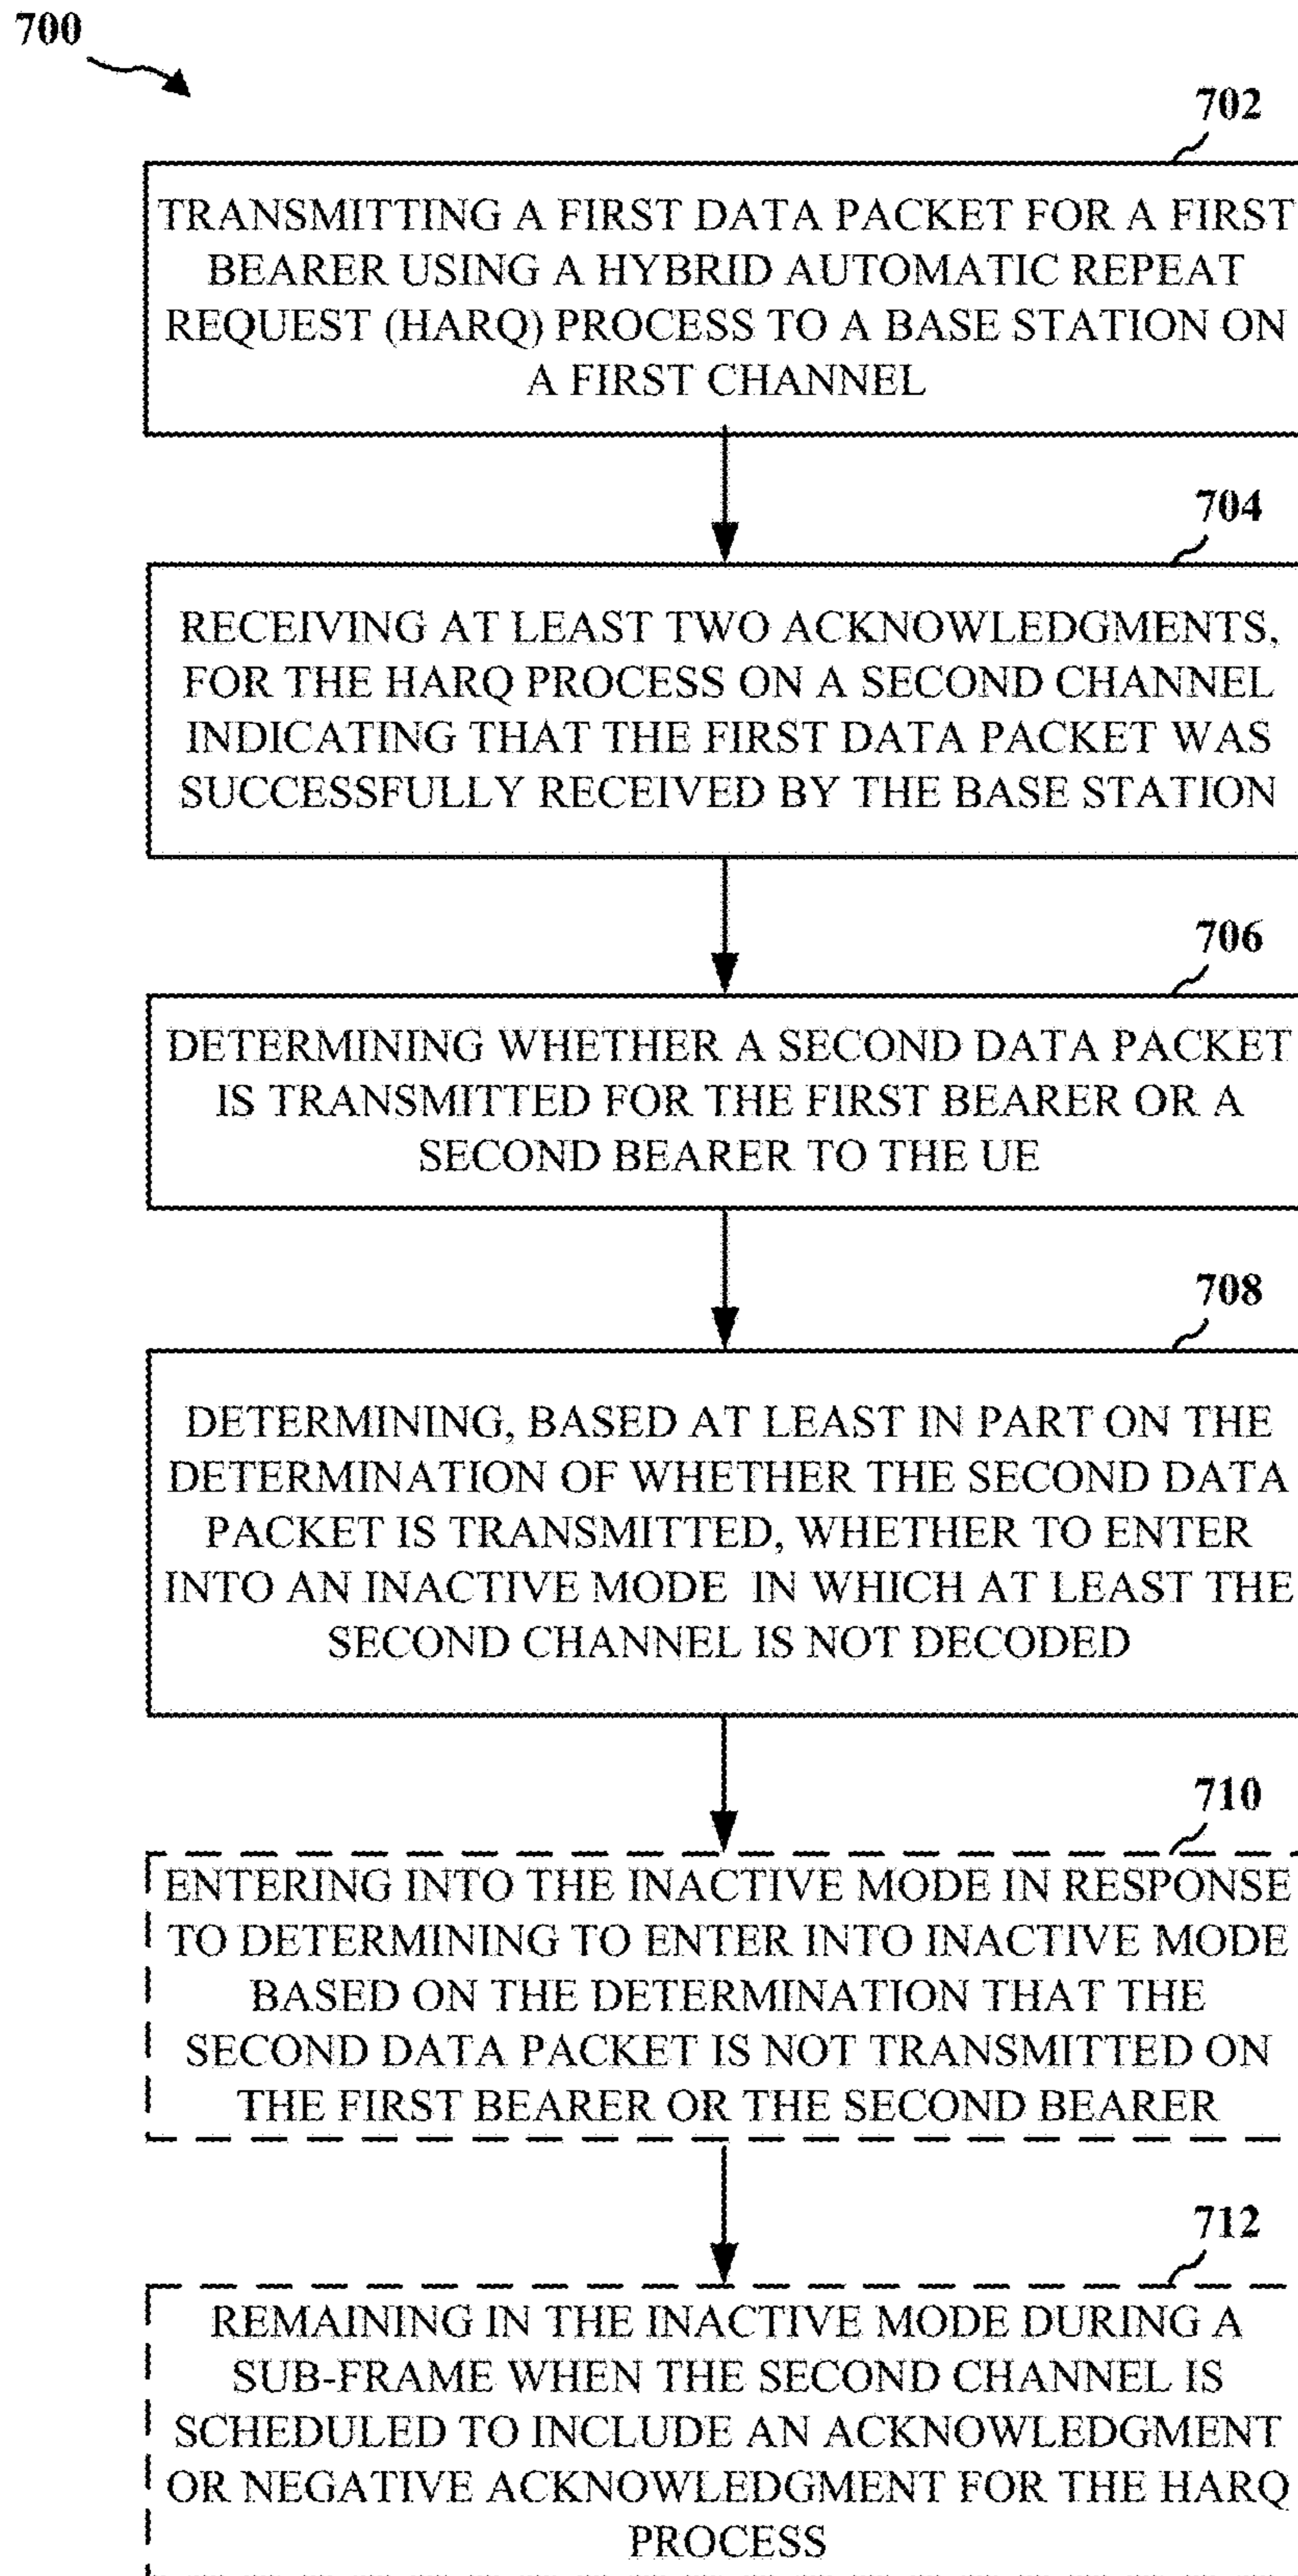 700
702
TRANSMITTING A FIRST DATA PACKET FOR A FIRST
BEARER USING A HYBRID AUTOMATIC REPEAT
REQUEST (HARQ) PROCESS TO A BASE STATION ON
A FIRST CHANNEL
704
RECEIVING AT LEAST TWO ACKNOWLEDGMENTS,
FOR THE HARQ PROCESS ON A SECOND CHANNEL
INDICATING THAT THE FIRST DATA PACKET WAS
SUCCESSFULLY RECEIVED BY THE BASE STATION
706
DETERMINING WHETHER A SECOND DATA PACKET
IS TRANSMITTED FOR THE FIRST BEARER OR A
SECOND BEARER TO THE UE
708
DETERMINING, BASED AT LEAST IN PART ON THE
DETERMINATION OF WHETHER THE SECOND DATA
PACKET IS TRANSMITTED, WHETHER TO ENTER
INTO AN INACTIVE MODE IN WHICH AT LEAST THE
SECOND CHANNEL IS NOT DECODED
710
ENTERING INTO THE INACTIVE MODE IN RESPONSE
TO DETERMINING TO ENTER INTO INACTIVE MODE
BASED ON THE DETERMINATION THAT THE
SECOND DATA PACKET IS NOT TRANSMITTED ON
THE FIRST BEARER OR THE SECOND BEARER
712
REMAINING IN THE INACTIVE MODE DURING A
SUB-FRAME WHEN THE SECOND CHANNEL IS
SCHEDULED TO INCLUDE AN ACKNOWLEDGMENT
OR NEGATIVE ACKNOWLEDGMENT FOR THE HARQ
PROCESS